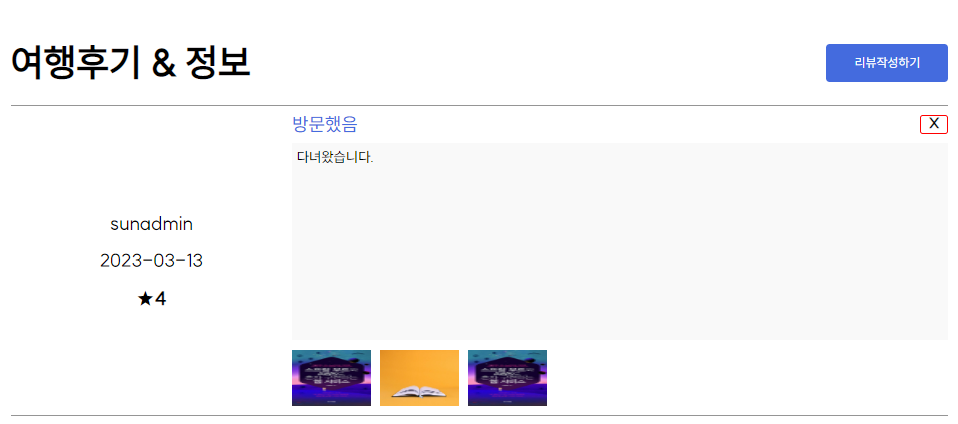 여행후기 & 정보
리뷰작성하기
방문했음
X
다녀왔습니다.
sunadmin
2023-03-13
★4